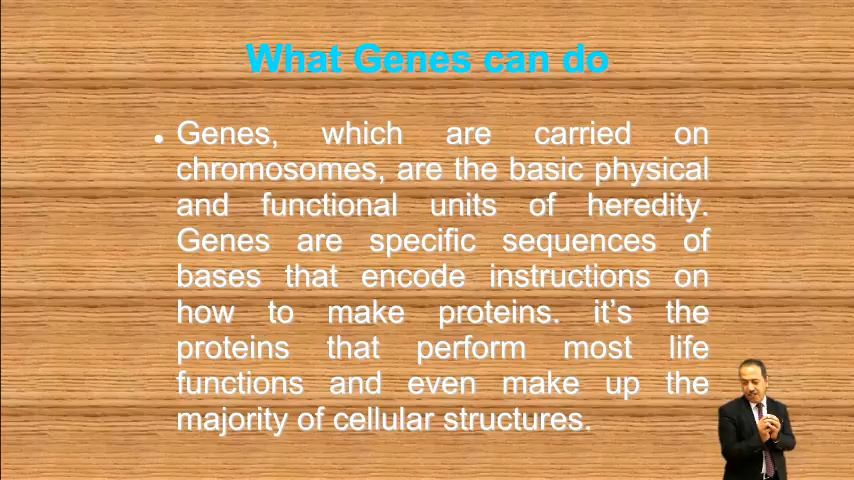 What Genes can do
• Genes, which are carried on
chromosomes, are the basic physical
and functional units of heredity.
Genes are specific sequences of
bases that encode instructions on
how to make proteins. it’s the
proteins that perform most life
functions and even make up the
majority of cellular structures.